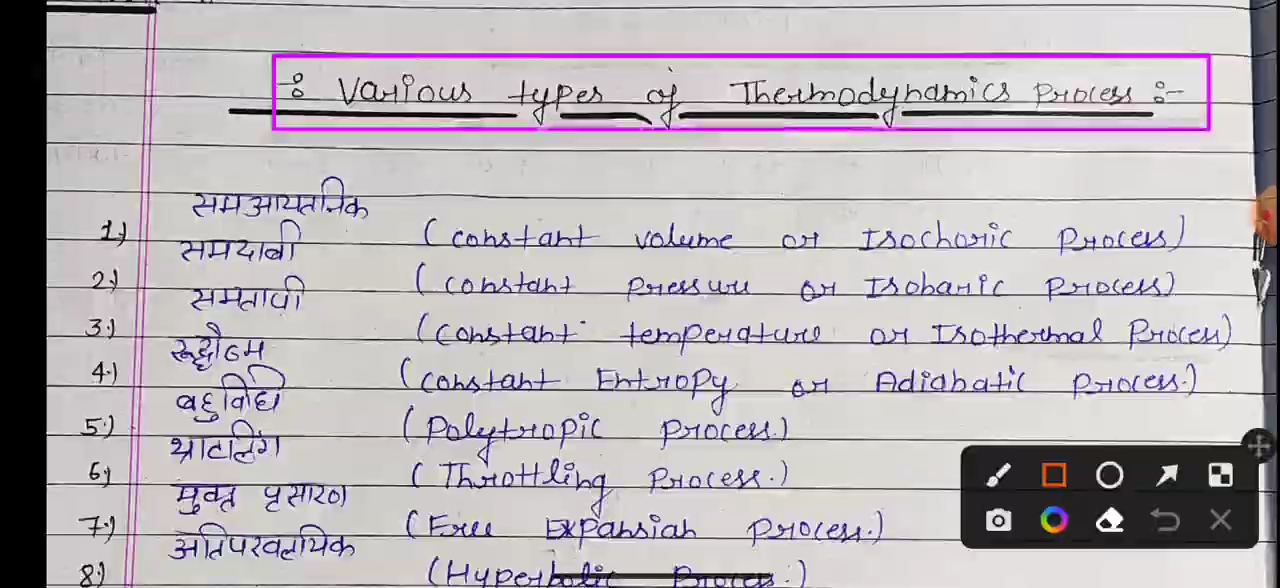 :- Various types of Thermodynamics Process :-
1.) समआयतनिक (constant volume or Isochoric Process)
2.) समदाबी (constant pressure or Isobaric Process)
3.) समतापी (constant temperature or Isothermal Process)
4.) रूद्धोष्म (constant Entropy or Adiabatic Process.)
5.) बहुविधि (Polytropic Process.)
6.) थ्राटलिंग (Throttling Process.)
7.) मुक्त प्रसारण (Free Expansion Process.)
8.) अतिपरवलयिक (Hyperbolic Process.)